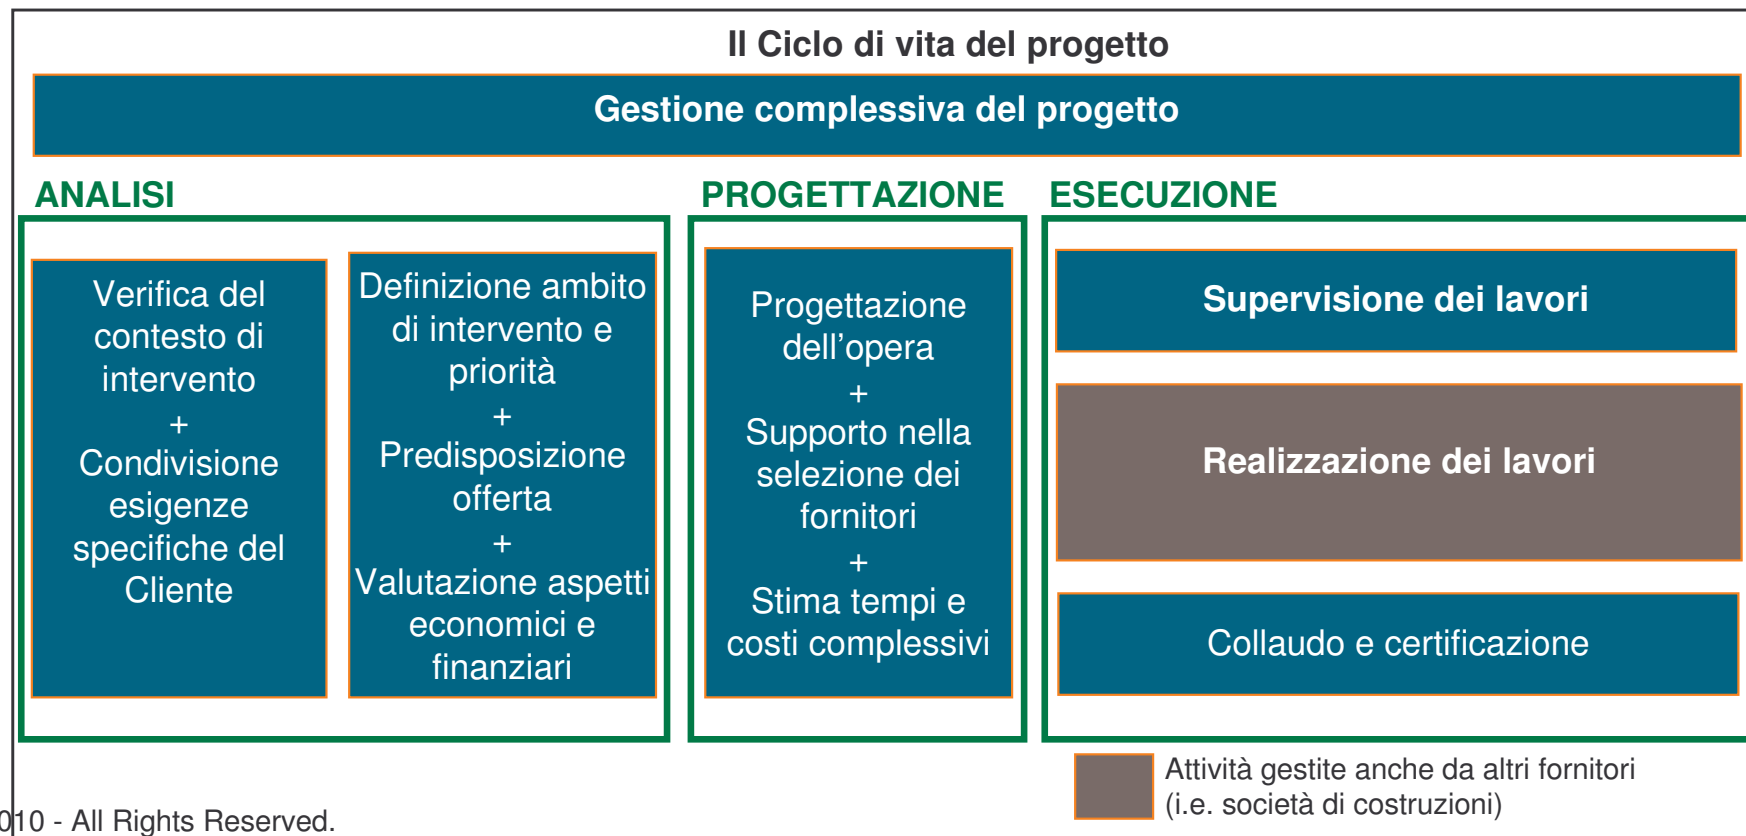 Il Ciclo di vita del progetto
Gestione complessiva del progetto
ANALISI
Verifica del
contesto di
intervento
+
Condivisione
esigenze
specifiche del
Cliente
Definizione ambito
di intervento e
priorità
+
Predisposizione
offerta
+
Valutazione aspetti
economici e
finanziari
PROGETTAZIONE
Progettazione
dell’opera
+
Supporto nella
selezione dei
fornitori
+
Stima tempi e
costi complessivi
ESECUZIONE
Supervisione dei lavori
Realizzazione dei lavori
Collaudo e certificazione
Attività gestite anche da altri fornitori
(i.e. società di costruzioni)
010 - All Rights Reserved.